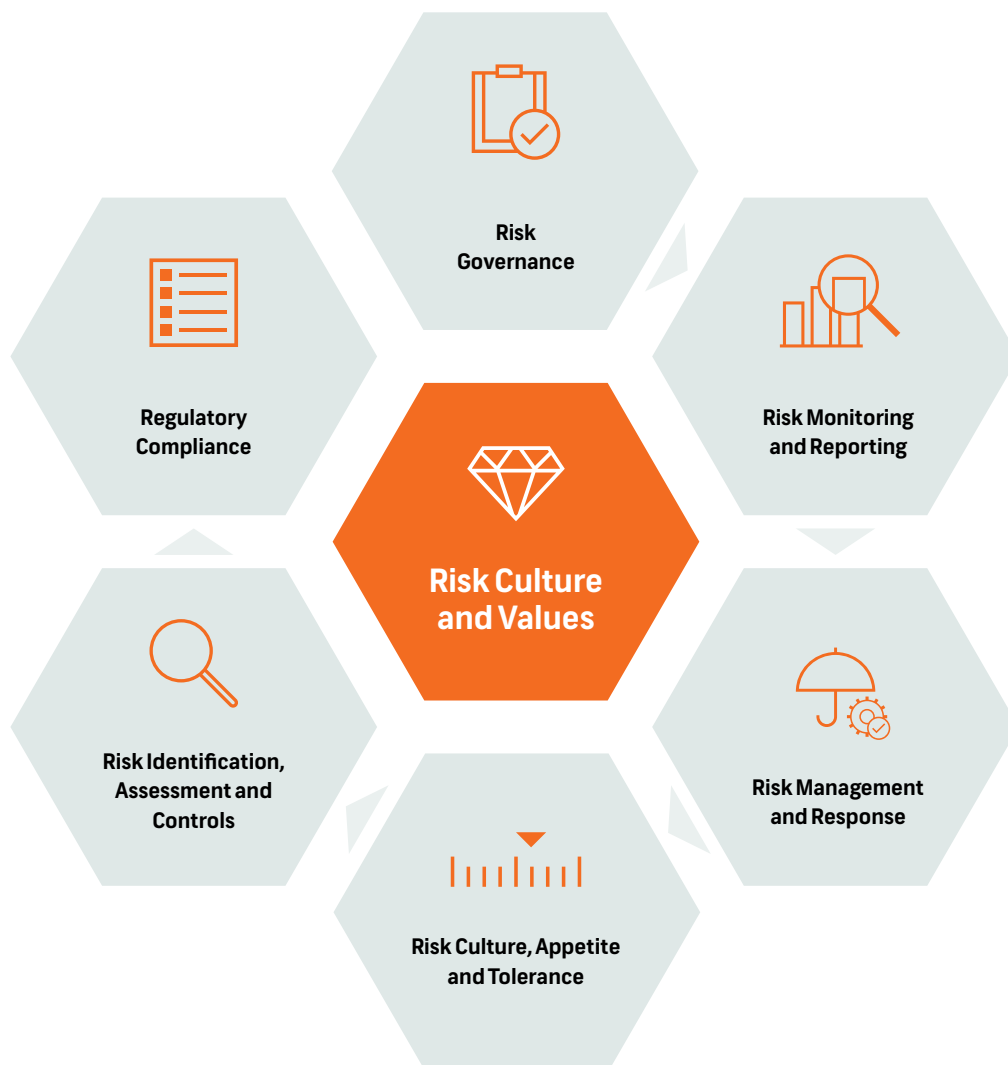 Risk
Governance
Regulatory
Compliance
Risk Monitoring
and Reporting
Risk Culture
and Values
Risk Identification,
Assessment and
Controls
Risk Management
and Response
Risk Culture, Appetite
and Tolerance